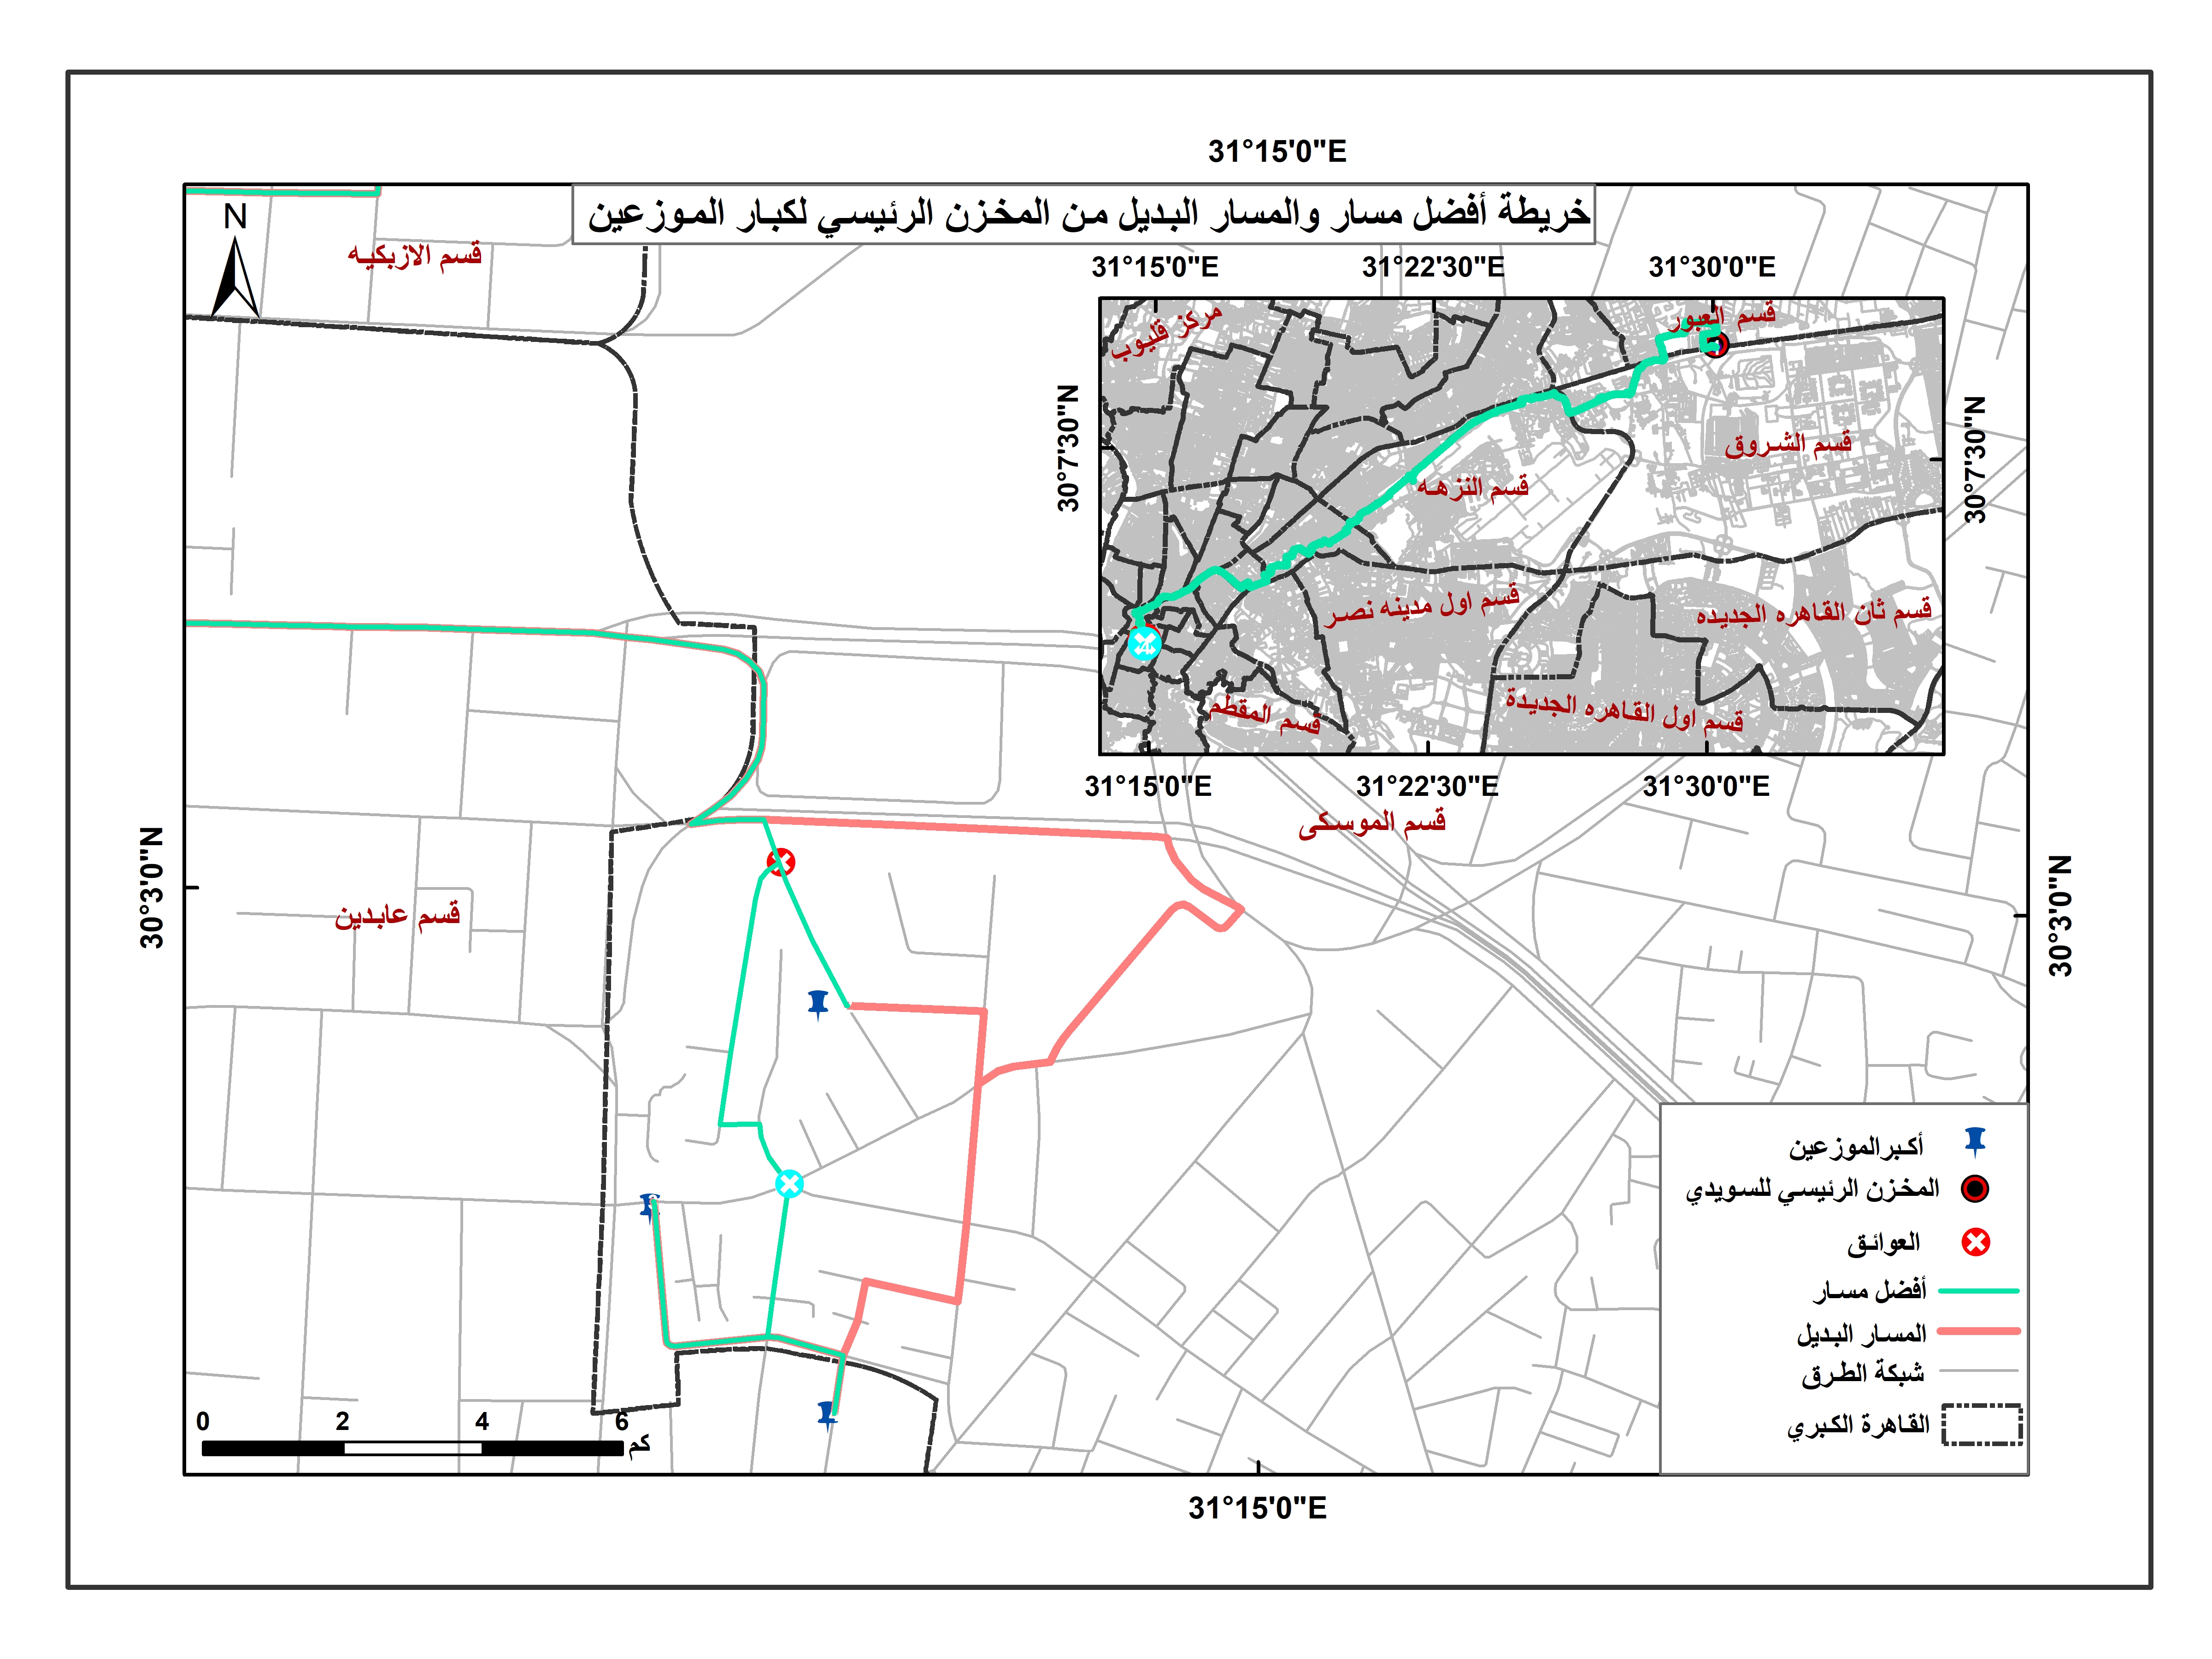 31°15'0"E
خريطة أفضل مسار والمسار البديل من المخزن الرئيسي لكبار الموزعين
N
قسم الازبكيه
31°15'0"E
31°22'30"E
31°30'0"E
قسم العبور
مركز قليوب
30°7'30"N
30°7'30"N
قسم الشروق
قسم النزهه
قسم اول مدينه نصر
قسم ثان القاهره الجديده
قسم المقطم
قسم اول القاهره الجديدة
31°15'0"E
31°22'30"E
31°30'0"E
قسم الموسكى
30°3'0"N
30°3'0"N
قسم عابدين
أكبرالموزعين
المخزن الرئيسي للسويدي
العوائق
أفضل مسار
المسار البديل
شبكة الطرق
القاهرة الكبري
0 2 4 6
كم
31°15'0"E